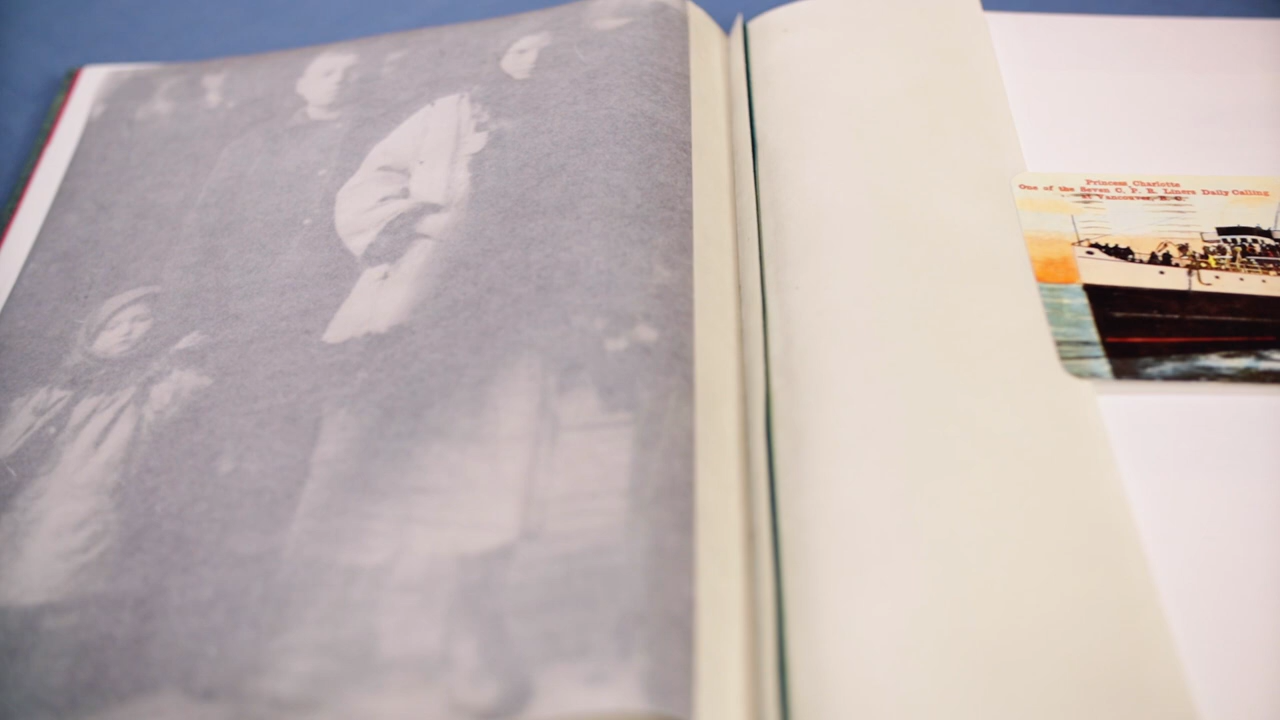 Princess Charlotte
One of the Seven C. P. R. Liners Daily Calling
at Vancouver, B. C.